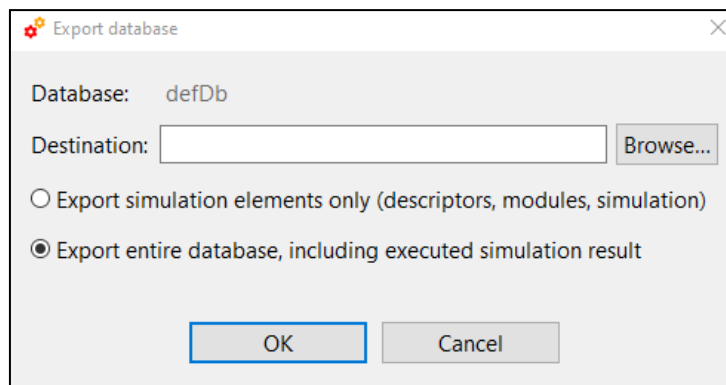 Export database
Database: defDb
Destination: Browse...
Export simulation elements only (descriptors, modules, simulation)
Export entire database, including executed simulation result
OK Cancel